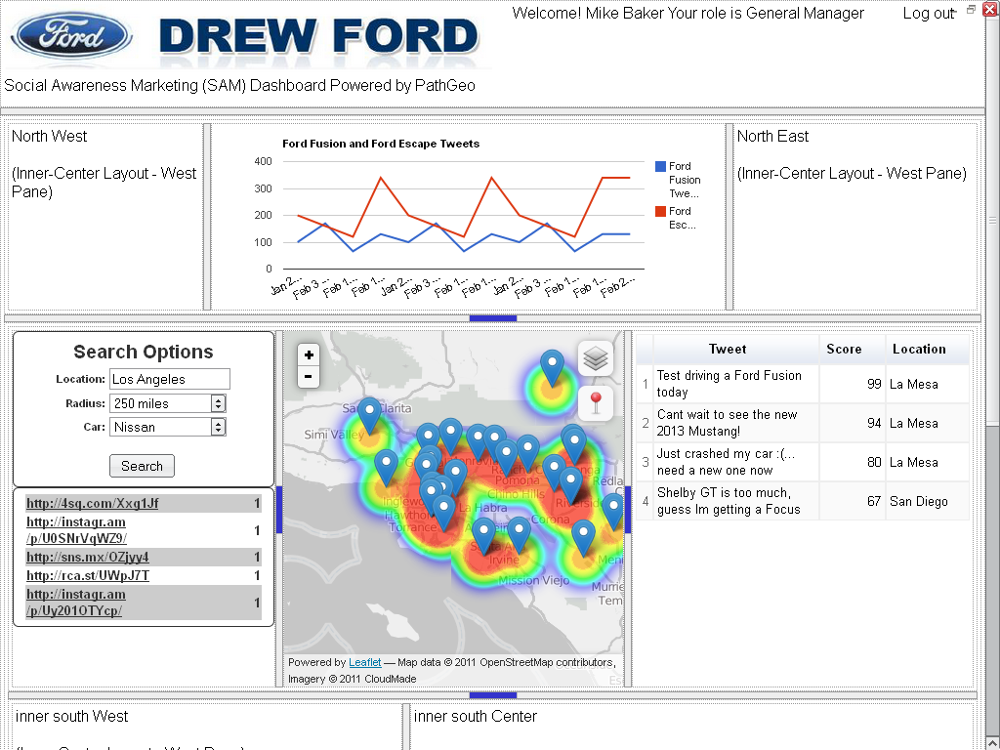 Ford
DREW FORD
Welcome! Mike Baker Your role is General Manager
Log out
Social Awareness Marketing (SAM) Dashboard Powered by PathGeo
North West
(Inner-Center Layout - West
Pane)
Ford Fusion and Ford Escape Tweets
400
300
200
100
0
Jan 2...
Feb 3 ...
Feb 1...
Feb 1...
Jan 2...
Feb 3 ...
Feb 1...
Feb 1...
Jan 2...
Feb 3 ...
Feb 1...
Feb 1...
Feb 2...
Ford
Fusion
Twe...
Ford
Esc...
North East
(Inner-Center Layout - West Pane)
Search Options
Location: Los Angeles
Radius: 250 miles
Car: Nissan
Search
http://4sq.com/Xxg1Jf 1
http://instagr.am
/p/U0SNrVqWZ9/ 1
http://sns.mx/OZjyy4 1
http://rca.st/UWpJ7T 1
http://instagr.am
/p/Uy201OTYcp/ 1
+
-
Simi Valley
Pomona
Chino Hills
La Habra
Torrance
Corona
Irvine
Mission Viejo
Powered by Leaflet — Map data © 2011 OpenStreetMap contributors,
Imagery © 2011 CloudMade
Tweet Score Location
1 Test driving a Ford Fusion
today 99 La Mesa
2 Cant wait to see the new
2013 Mustang! 94 La Mesa
3 Just crashed my car :(...
need a new one now 80 La Mesa
4 Shelby GT is too much,
guess Im getting a Focus 67 San Diego
inner south West
inner south Center